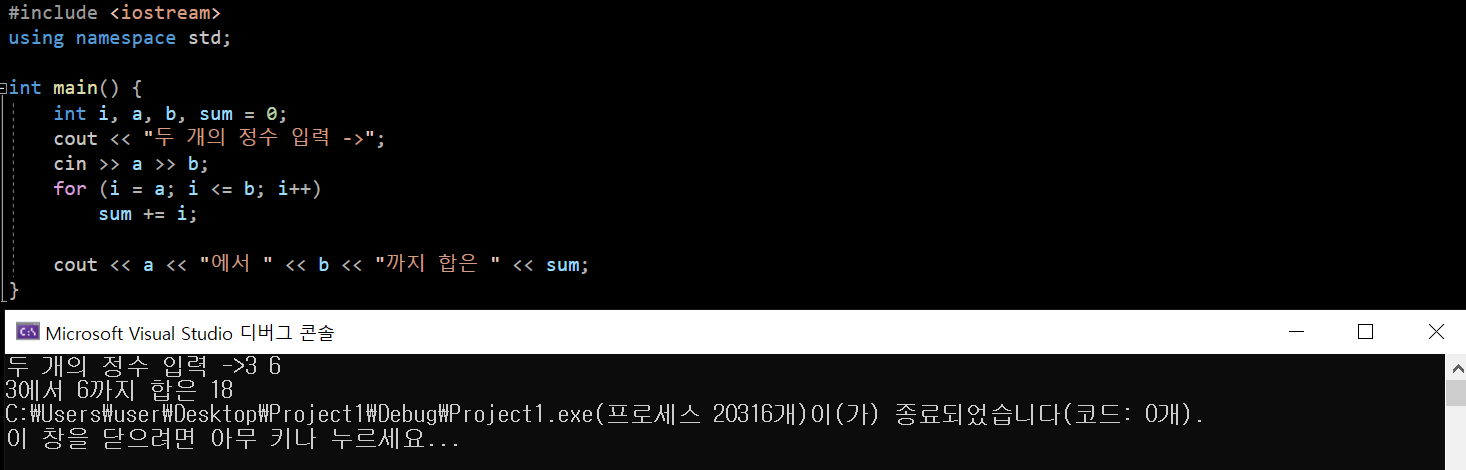 #include <iostream>
using namespace std;
int main() {
int i, a, b, sum = 0;
cout << "두 개의 정수 입력 ->";
cin >> a >> b;
for (i = a; i <= b; i++)
sum += i;
cout << a << "에서 " << b << "까지 합은 " << sum;
}
Microsoft Visual Studio 디버그 콘솔
두 개의 정수 입력 ->3 6
3에서 6까지 합은 18
C:₩Users₩user₩Desktop₩Project1₩Debug₩Project1.exe(프로세스 20316개)이(가) 종료되었습니다(코드: 0개).
이 창을 닫으려면 아무 키나 누르세요...